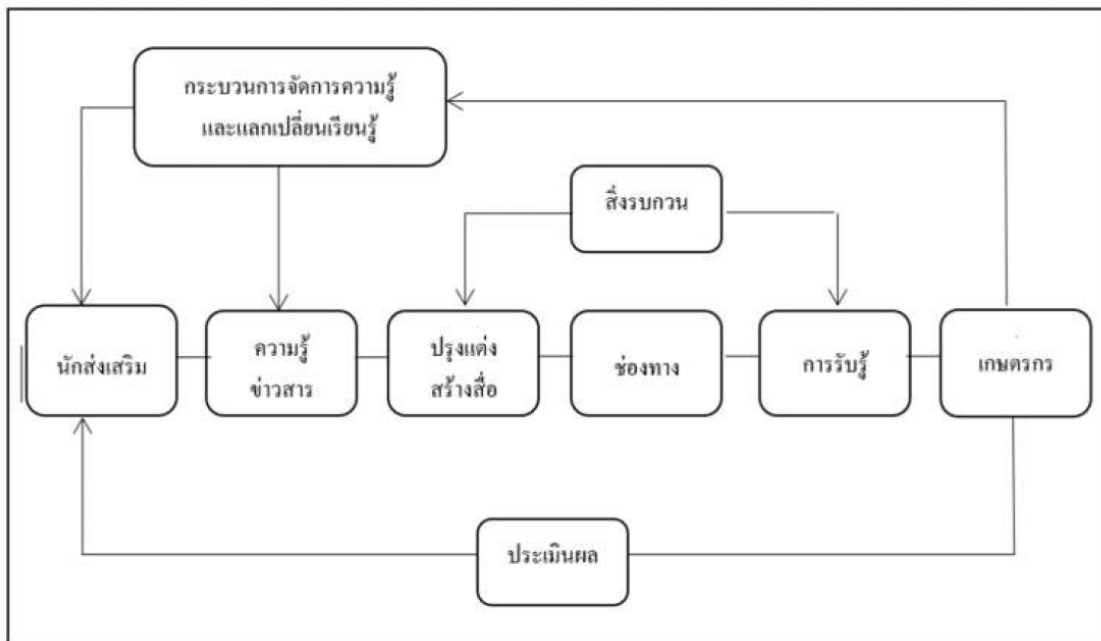 กระบวนการจัดการความรู้
และแลกเปลี่ยนเรียนรู้
สิ่งรบกวน
นักส่งเสริม
ความรู้
ข่าวสาร
ปรุงแต่ง
สร้างสื่อ
ช่องทาง
การรับรู้
เกษตรกร
ประเมินผล